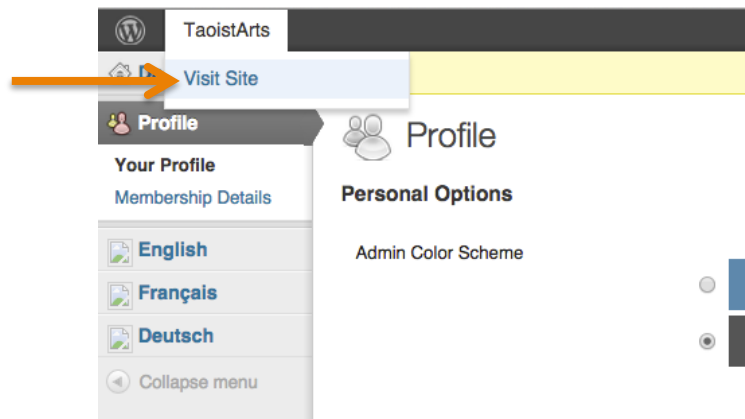 TaoistArts
Visit Site
Profile
Your Profile
Membership Details
English
Français
Deutsch
Collapse menu
Profile
Personal Options
Admin Color Scheme